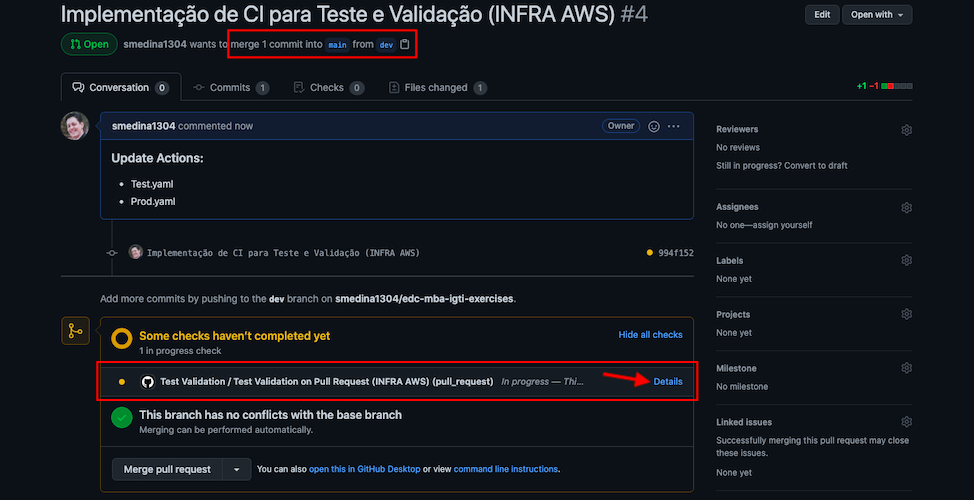 Implementação de CI para Teste e Validação (INFRA AWS) #4
Edit
Open with
Open
smedina1304 wants to merge 1 commit into main from dev
Conversation 0
Commits 1
Checks 0
Files changed 1
+1 −1
smedina1304 commented now
Owner
Update Actions:
Test.yaml
Prod.yaml
Implementação de CI para Teste e Validação (INFRA AWS)
994f152
Add more commits by pushing to the dev branch on smedina1304/edc-mba-igti-exercises.
Some checks haven't completed yet
Hide all checks
1 in progress check
Test Validation / Test Validation on Pull Request (INFRA AWS) (pull_request) In progress — Thi...
Details
This branch has no conflicts with the base branch
Merging can be performed automatically.
Merge pull request
You can also open this in GitHub Desktop or view command line instructions.
Reviewers
No reviews
Still in progress? Convert to draft
Assignees
No one—assign yourself
Labels
None yet
Projects
None yet
Milestone
No milestone
Linked issues
Successfully merging this pull request may close
these issues.
None yet